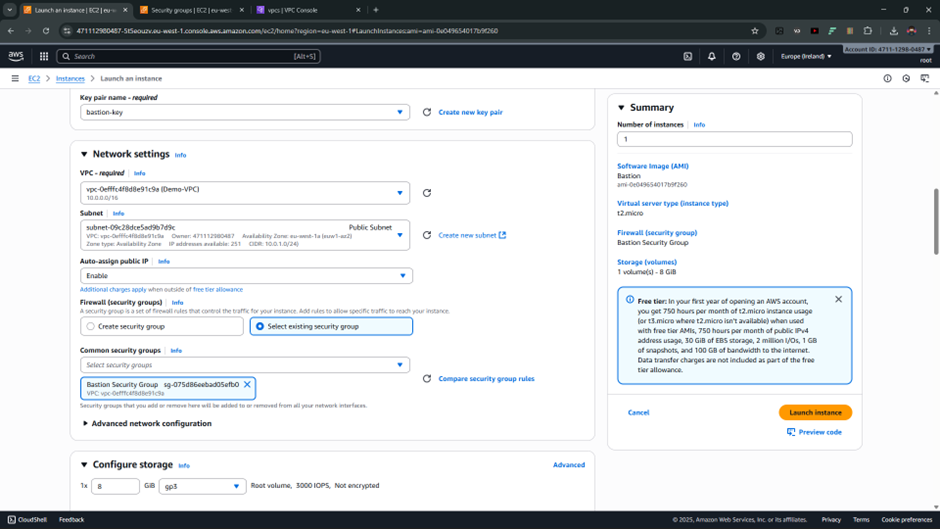 Launch an instance | EC2 | eu-w
Security groups | EC2 | eu-west
vpcs | VPC Console
471112980487-5t5eouzv.eu-west-1.console.aws.amazon.com/ec2/home?region=eu-west-1#LaunchInstances:ami=ami-0e049654017b9f260
aws
Search
[Alt+S]
Europe (Ireland)
Account ID: 4711-1298-0487
root
EC2 > Instances > Launch an instance
Key pair name - required
bastion-key
Create new key pair
Network settings Info
VPC - required Info
vpc-0efffc4f8d8e91c9a (Demo-VPC)
10.0.0.0/16
Subnet Info
subnet-09c28dce5ad9b7d9c Public Subnet
VPC: vpc-0efffc4f8d8e91c9a Owner: 471112980487 Availability Zone: eu-west-1a (euw1-az2)
Zone type: Availability Zone IP addresses available: 251 CIDR: 10.0.1.0/24)
Create new subnet
Auto-assign public IP Info
Enable
Additional charges apply when outside of free tier allowance
Firewall (security groups) Info
A security group is a set of firewall rules that control the traffic for your instance. Add rules to allow specific traffic to reach your instance.
Create security group
Select existing security group
Common security groups Info
Select security groups
Bastion Security Group sg-075d86eebad05efb0
VPC: vpc-0efffc4f8d8e91c9a
Compare security group rules
Security groups that you add or remove here will be added to or removed from all your network interfaces.
Advanced network configuration
Configure storage Info
Advanced
1x 8 GiB gp3 Root volume, 3000 IOPS, Not encrypted
Summary
Number of instances Info
1
Software Image (AMI)
Bastion
ami-0e049654017b9f260
Virtual server type (instance type)
t2.micro
Firewall (security group)
Bastion Security Group
Storage (volumes)
1 volume(s) - 8 GiB
Free tier: In your first year of opening an AWS account,
you get 750 hours per month of t2.micro instance usage
(or t3.micro where t2.micro isn't available) when used
with free tier AMIs, 750 hours per month of public IPv4
address usage, 30 GiB of EBS storage, 2 million I/Os, 1 GB
of snapshots, and 100 GB of bandwidth to the internet.
Data transfer charges are not included as part of the free
tier allowance.
Cancel
Launch instance
Preview code
CloudShell
Feedback
© 2025, Amazon Web Services, Inc. or its affiliates.
Privacy
Terms
Cookie preferences